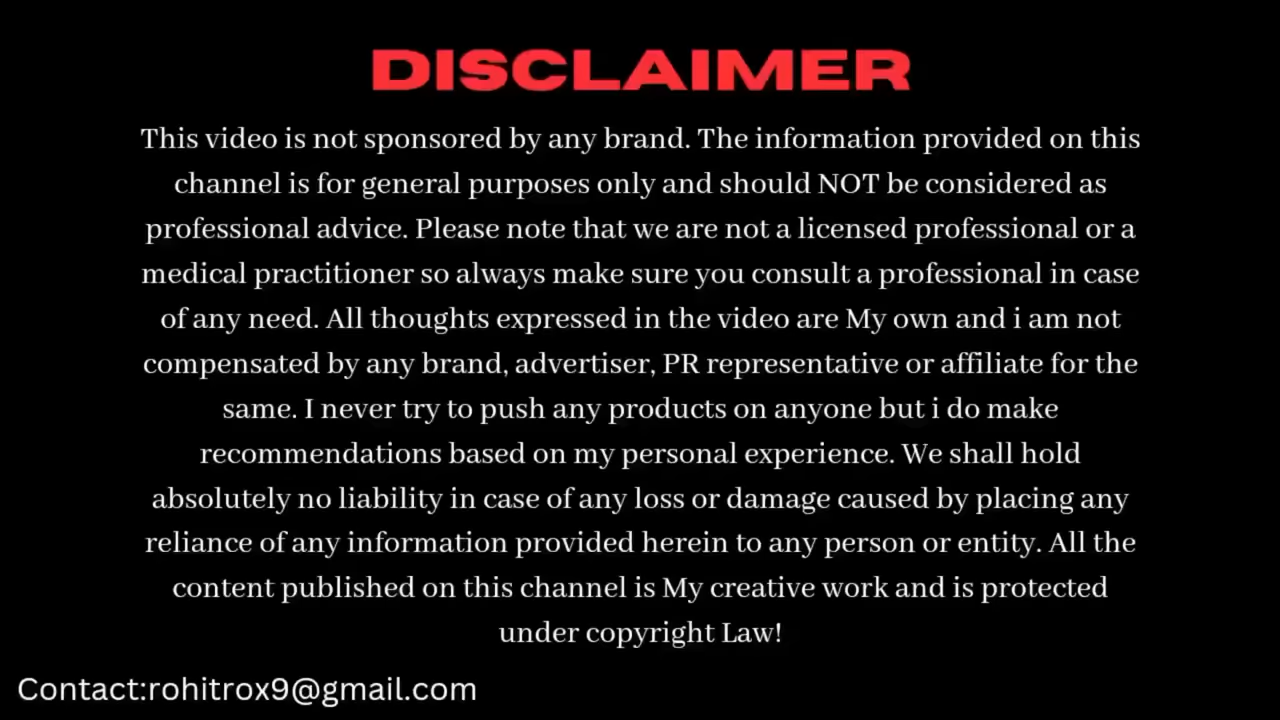 DISCLAIMER
This video is not sponsored by any brand. The information provided on this
channel is for general purposes only and should NOT be considered as
professional advice. Please note that we are not a licensed professional or a
medical practitioner so always make sure you consult a professional in case
of any need. All thoughts expressed in the video are My own and i am not
compensated by any brand, advertiser, PR representative or affiliate for the
same. I never try to push any products on anyone but i do make
recommendations based on my personal experience. We shall hold
absolutely no liability in case of any loss or damage caused by placing any
reliance of any information provided herein to any person or entity. All the
content published on this channel is My creative work and is protected
under copyright Law!
Contact:rohitrox9@gmail.com